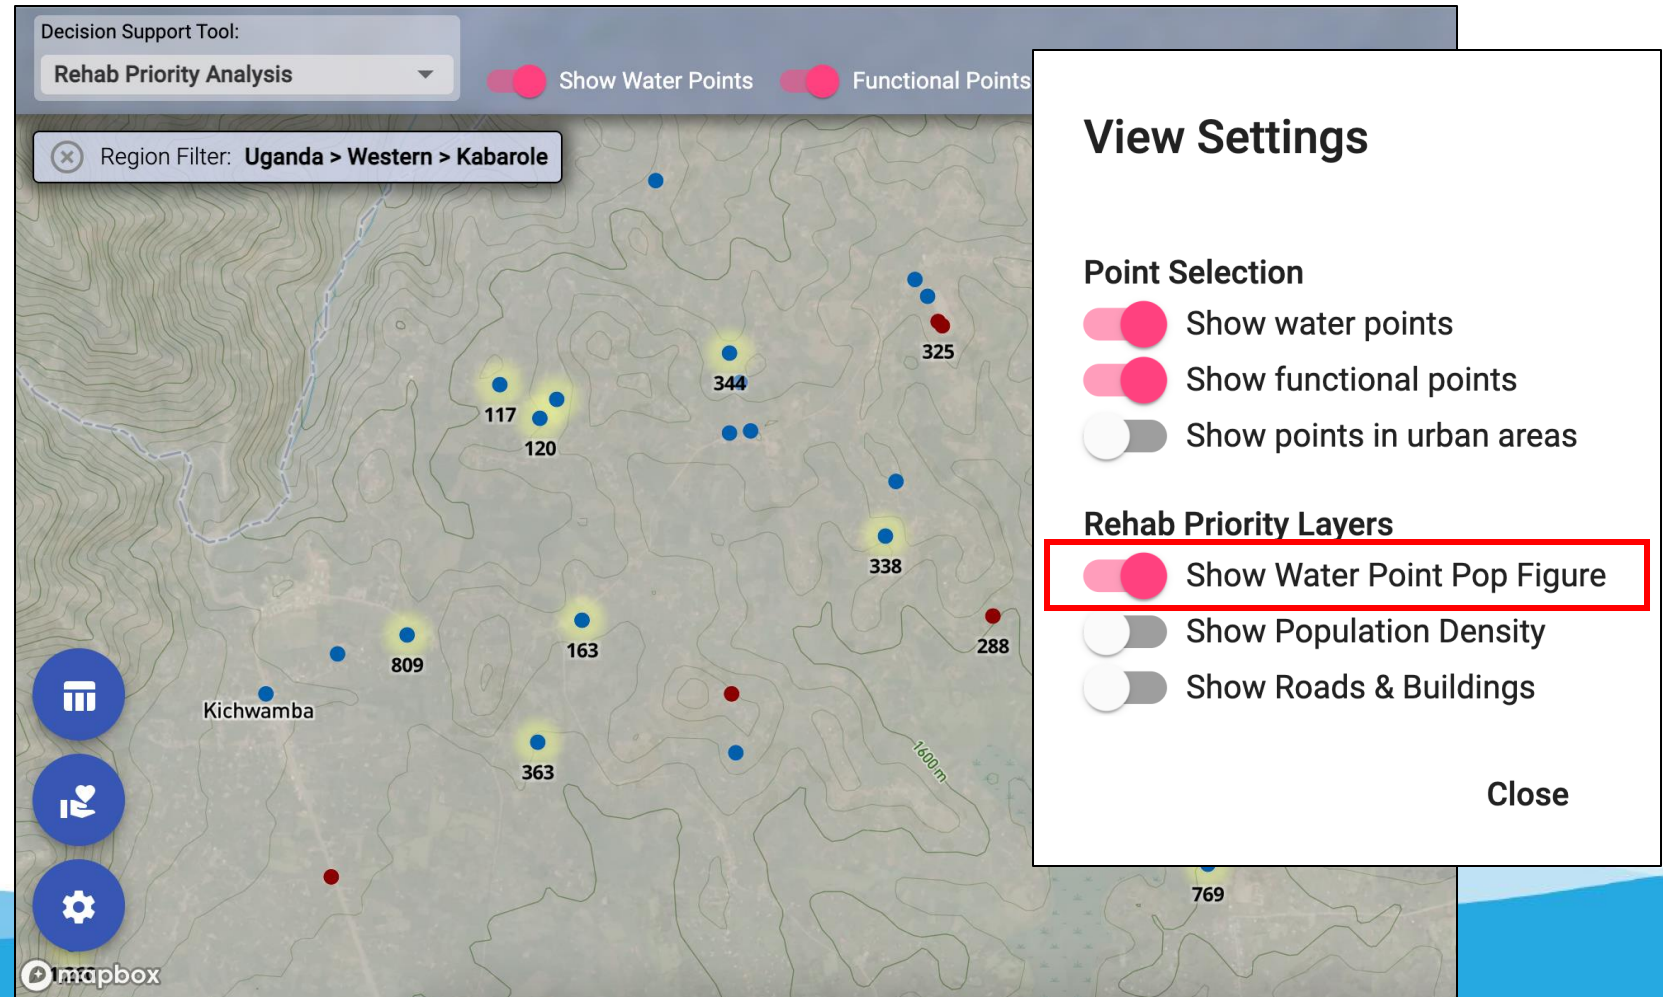 Decision Support Tool:
Rehab Priority Analysis
Show Water Points
Functional Points
Region Filter: Uganda > Western > Kabarole
325
344
117
120
338
288
163
809
Kichwamba
363
1600 m
769
mapbox
View Settings
Point Selection
Show water points
Show functional points
Show points in urban areas
Rehab Priority Layers
Show Water Point Pop Figure
Show Population Density
Show Roads & Buildings
Close